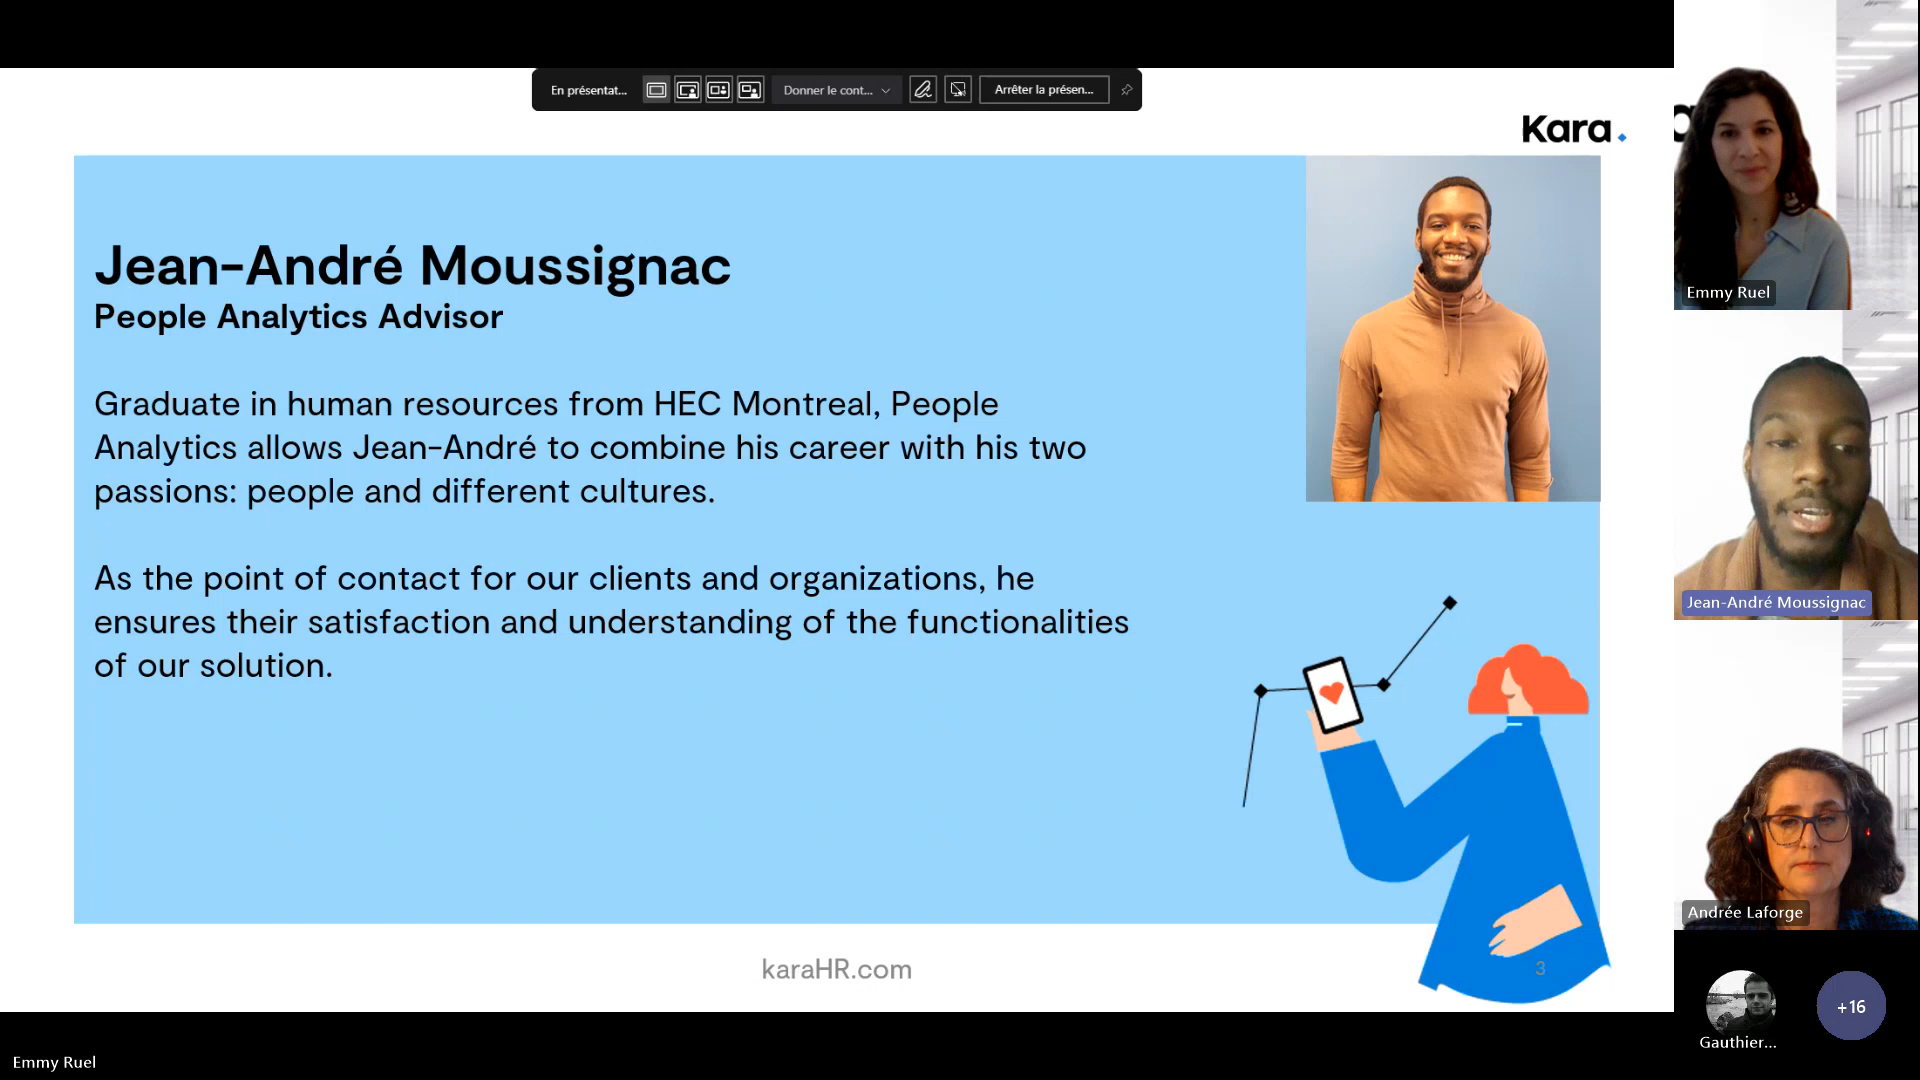 En présentat...
Donner le cont...
Arrêter la présen...
Kara.
Jean-André Moussignac
People Analytics Advisor
Graduate in human resources from HEC Montreal, People
Analytics allows Jean-André to combine his career with his two
passions: people and different cultures.
As the point of contact for our clients and organizations, he
ensures their satisfaction and understanding of the functionalities
of our solution.
karaHR.com
3
Emmy Ruel
Jean-André Moussignac
Andrée Laforge
Gauthier...
+16
Emmy Ruel